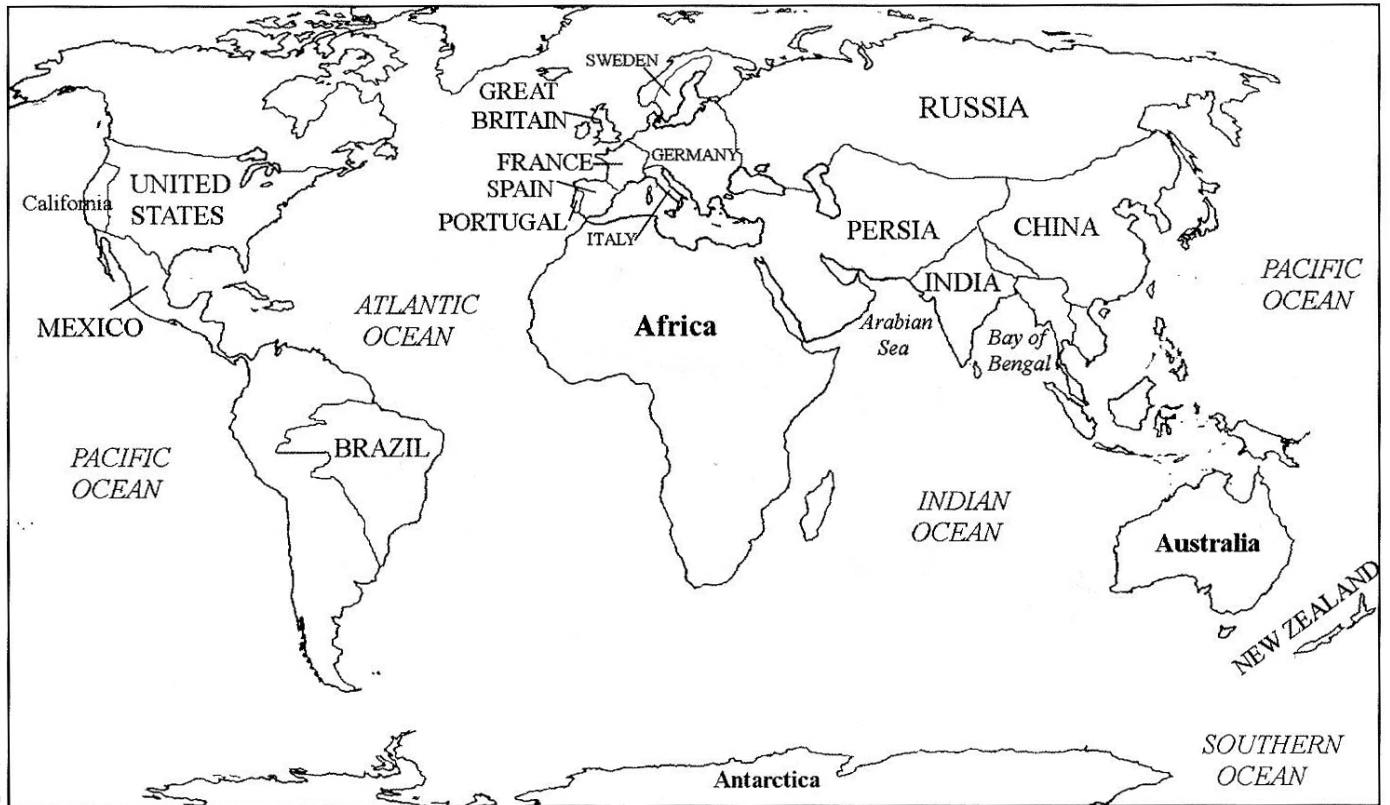 SWEDEN
GREAT
BRITAIN
RUSSIA
FRANCE
GERMANY
UNITED
STATES
California
SPAIN
PORTUGAL
ITALY
PERSIA
CHINA
INDIA
PACIFIC
OCEAN
ATLANTIC
OCEAN
MEXICO
Africa
Arabian
Sea
Bay of
Bengal
BRAZIL
PACIFIC
OCEAN
INDIAN
OCEAN
Australia
NEW ZEALAND
SOUTHERN
OCEAN
Antarctica